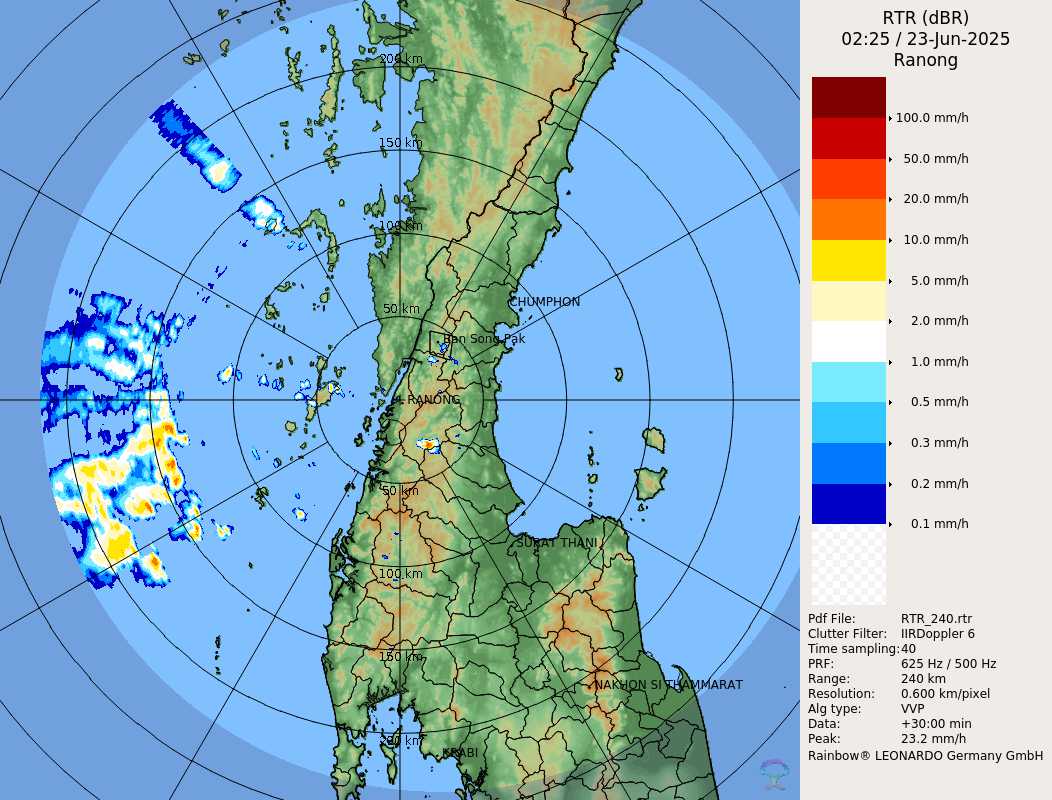 RTR (dBR)
02:25 / 23-Jun-2025
Ranong
100.0 mm/h
50.0 mm/h
20.0 mm/h
10.0 mm/h
5.0 mm/h
2.0 mm/h
1.0 mm/h
0.5 mm/h
0.3 mm/h
0.2 mm/h
0.1 mm/h
Pdf File: RTR_240.rtr
Clutter Filter: IIRDoppler 6
Time sampling:40
PRF: 625 Hz / 500 Hz
Range: 240 km
Resolution: 0.600 km/pixel
Alg type: VVP
Data: +30:00 min
Peak: 23.2 mm/h
Rainbow® LEONARDO Germany GmbH
200 km
150 km
100 km
50 km
CHUMPHON
Ban Song Pak
RANONG
50 km
SURAT THANI
100 km
150 km
NAKHON SI THAMMARAT
200 km
KRABI